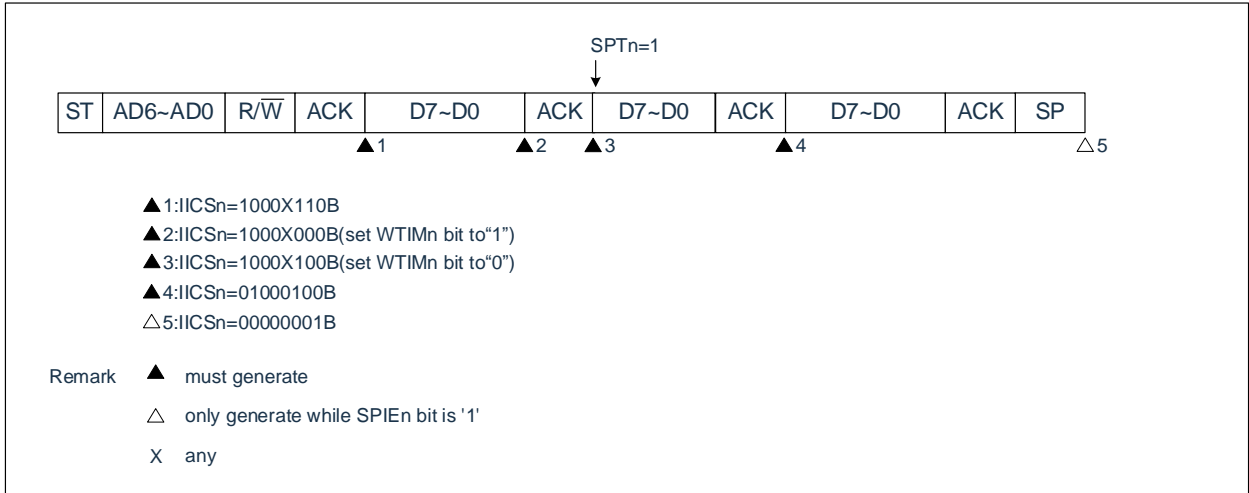 SPTn=1
ST AD6~AD0 R/W̅ ACK D7~D0 ACK D7~D0 ACK D7~D0 ACK SP
▲1 ▲2 ▲3 ▲4 △5
▲1:IICSn=1000X110B
▲2:IICSn=1000X000B(set WTIMn bit to“1”)
▲3:IICSn=1000X100B(set WTIMn bit to“0”)
▲4:IICSn=01000100B
△5:IICSn=00000001B
Remark ▲ must generate
△ only generate while SPIEn bit is '1'
X any